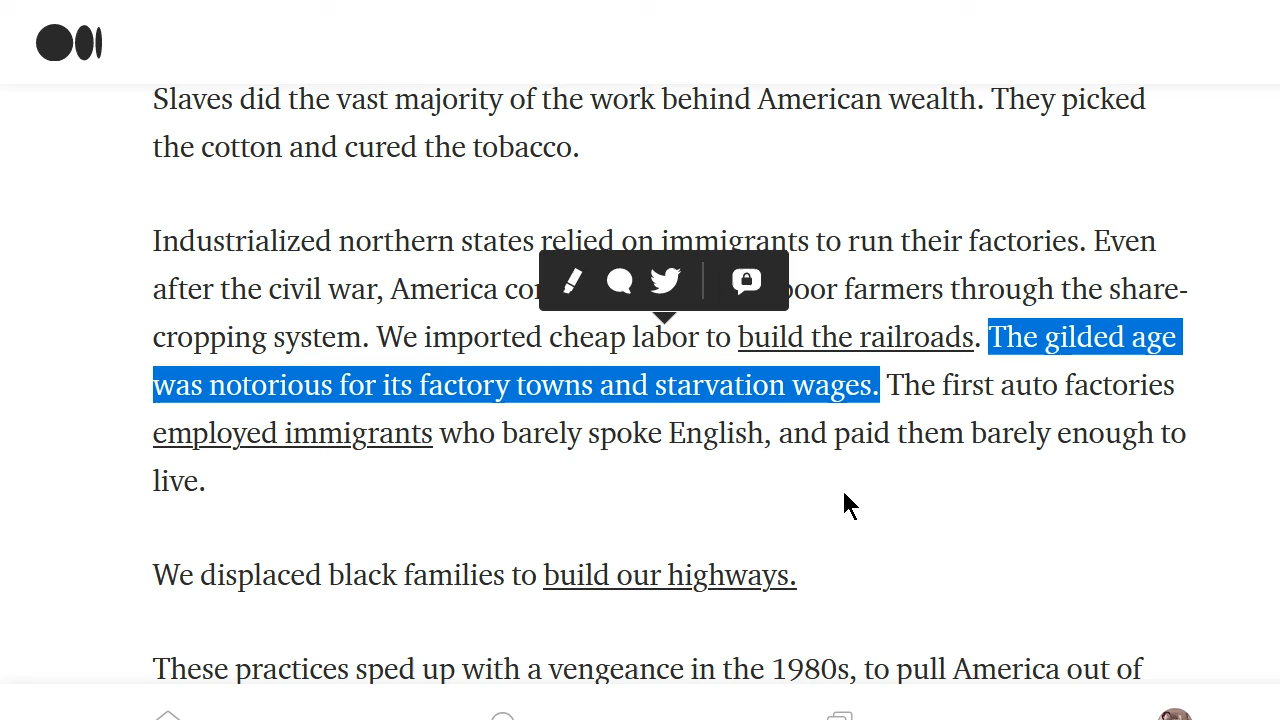 Slaves did the vast majority of the work behind American wealth. They picked
the cotton and cured the tobacco.
Industrialized northern states relied on immigrants to run their factories. Even
after the civil war, America poor farmers through the share-
cropping system. We imported cheap labor to build the railroads. The gilded age
was notorious for its factory towns and starvation wages. The first auto factories
employed immigrants who barely spoke English, and paid them barely enough to
live.
We displaced black families to build our highways.
These practices sped up with a vengeance in the 1980s, to pull America out of